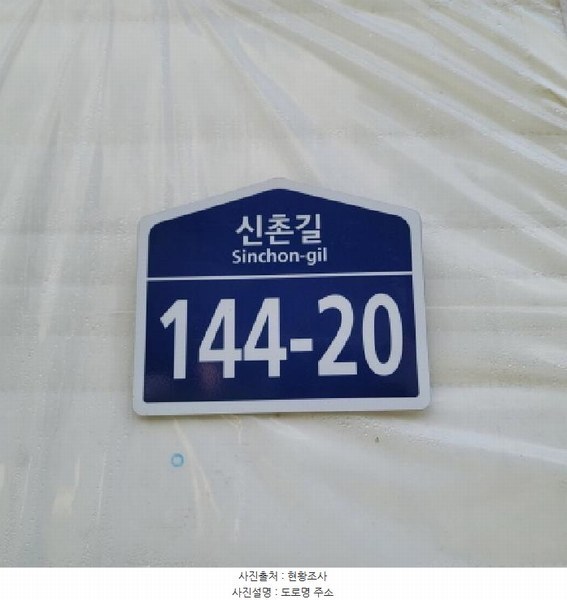 신촌길
Sinchon-gil
144-20
사진출처 : 현황조사
사진설명 : 도로명 주소